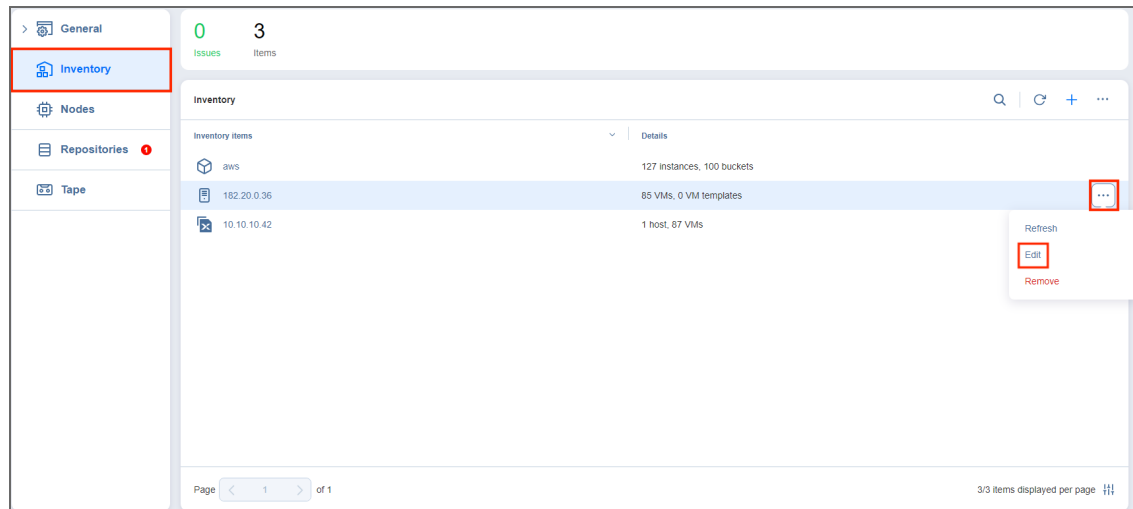 General
0
3
Issues
Items
Inventory
Inventory
Nodes
Inventory items
Details
Repositories
1
aws
127 instances, 100 buckets
Tape
182.20.0.36
85 VMs, 0 VM templates
10.10.10.42
1 host, 87 VMs
Refresh
Edit
Remove
Page 1 of 1
3/3 items displayed per page